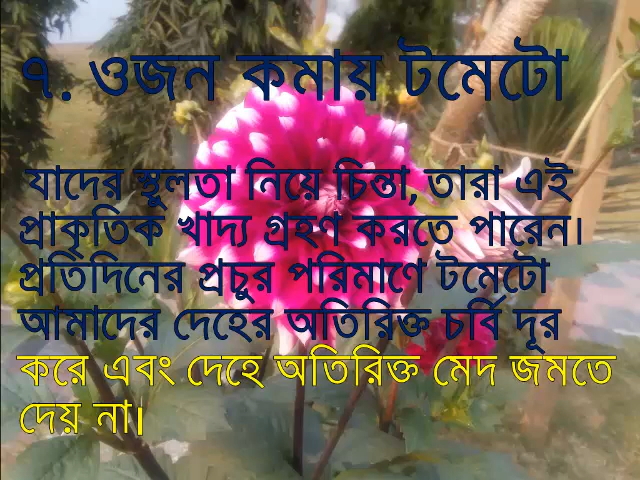 ৭. ওজন কমায় টমেটো
যাদের স্থুলতা নিয়ে চিন্তা, তারা এই
প্রাকৃতিক খাদ্য গ্রহণ করতে পারেন।
প্রতিদিনের প্রচুর পরিমাণে টমেটো
আমাদের দেহের অতিরিক্ত চর্বি দূর
করে এবং দেহে অতিরিক্ত মেদ জমতে
দেয় না।